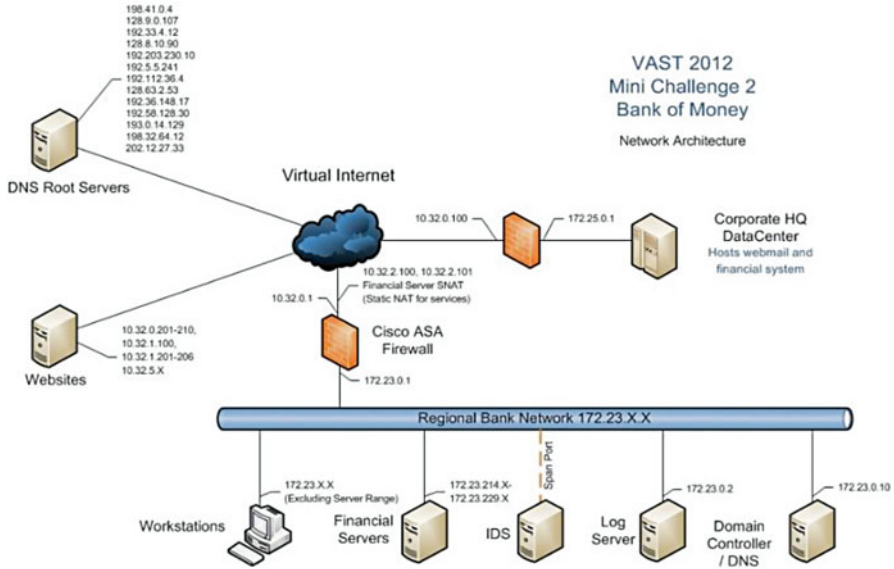 198.41.0.4
128.9.0.107
192.33.4.12
128.8.10.90
192.203.230.10
192.5.5.241
192.112.36.4
128.63.2.53
192.36.148.17
192.58.128.30
193.0.14.129
198.32.64.12
202.12.27.33
DNS Root Servers
VAST 2012
Mini Challenge 2
Bank of Money
Network Architecture
Virtual Internet
10.32.0.100
172.25.0.1
Corporate HQ
DataCenter
Hosts webmail and
financial system
10.32.2.100, 10.32.2.101
Financial Server SNAT
(Static NAT for services)
10.32.0.1
Cisco ASA
Firewall
172.23.0.1
10.32.0.201-210,
10.32.1.100,
10.32.1.201-206
10.32.5.X
Websites
Regional Bank Network 172.23.X.X
172.23.X.X
(Excluding Server Range)
Workstations
172.23.214.X-
172.23.229.X
Financial
Servers
Span Port
IDS
172.23.0.2
Log
Server
172.23.0.10
Domain
Controller
/ DNS